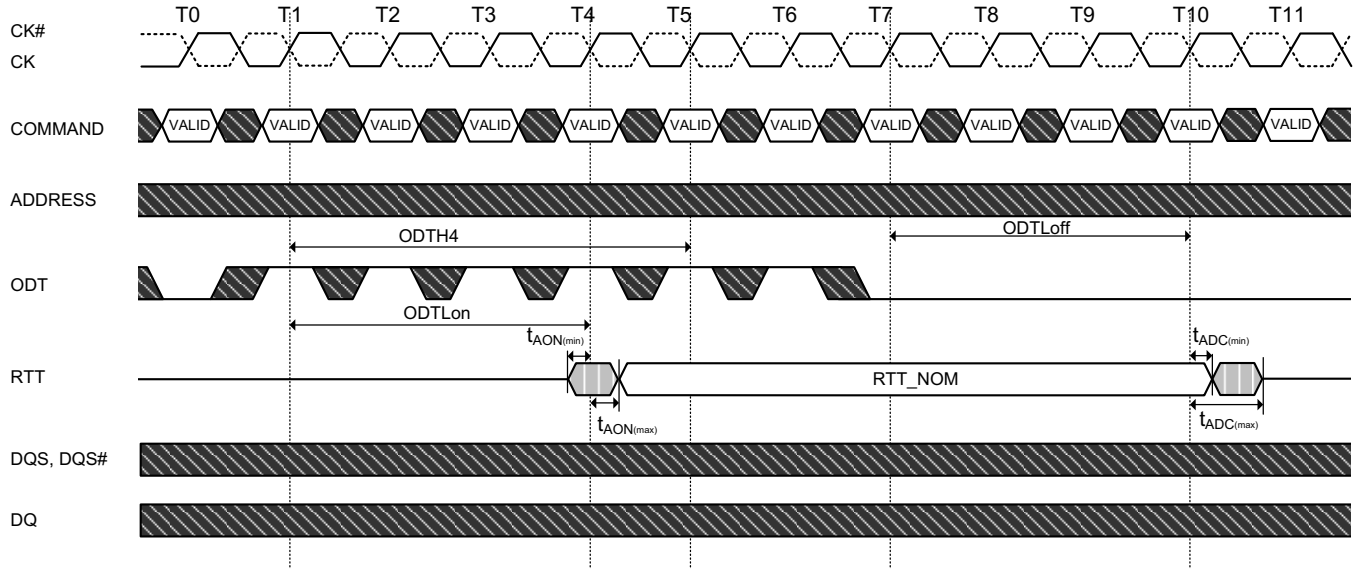 T0 T1 T2 T3 T4 T5 T6 T7 T8 T9 T10 T11
CK#
CK
COMMAND VALID VALID VALID VALID VALID VALID VALID VALID VALID VALID VALID VALID
ADDRESS
ODTH4 ODTLoff
ODT
ODTLon
tAON(min) tADC(min)
RTT RTT_NOM
tAON(max) tADC(max)
DQS, DQS#
DQ